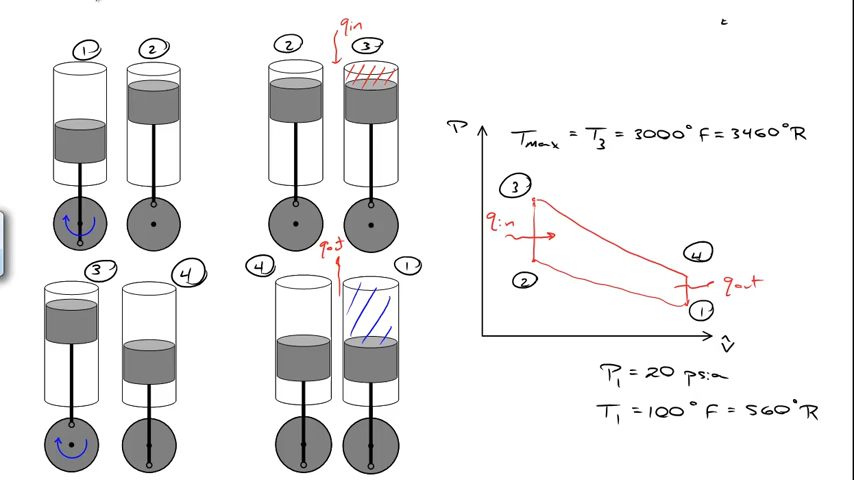 ① ②
② qin ③
P
Tmax = T3 = 3000°F = 3460°R
③
qin
④
qout
②
①
v̂
③ ④
④ qout ①
P1 = 20 psia
T1 = 100°F = 560°R